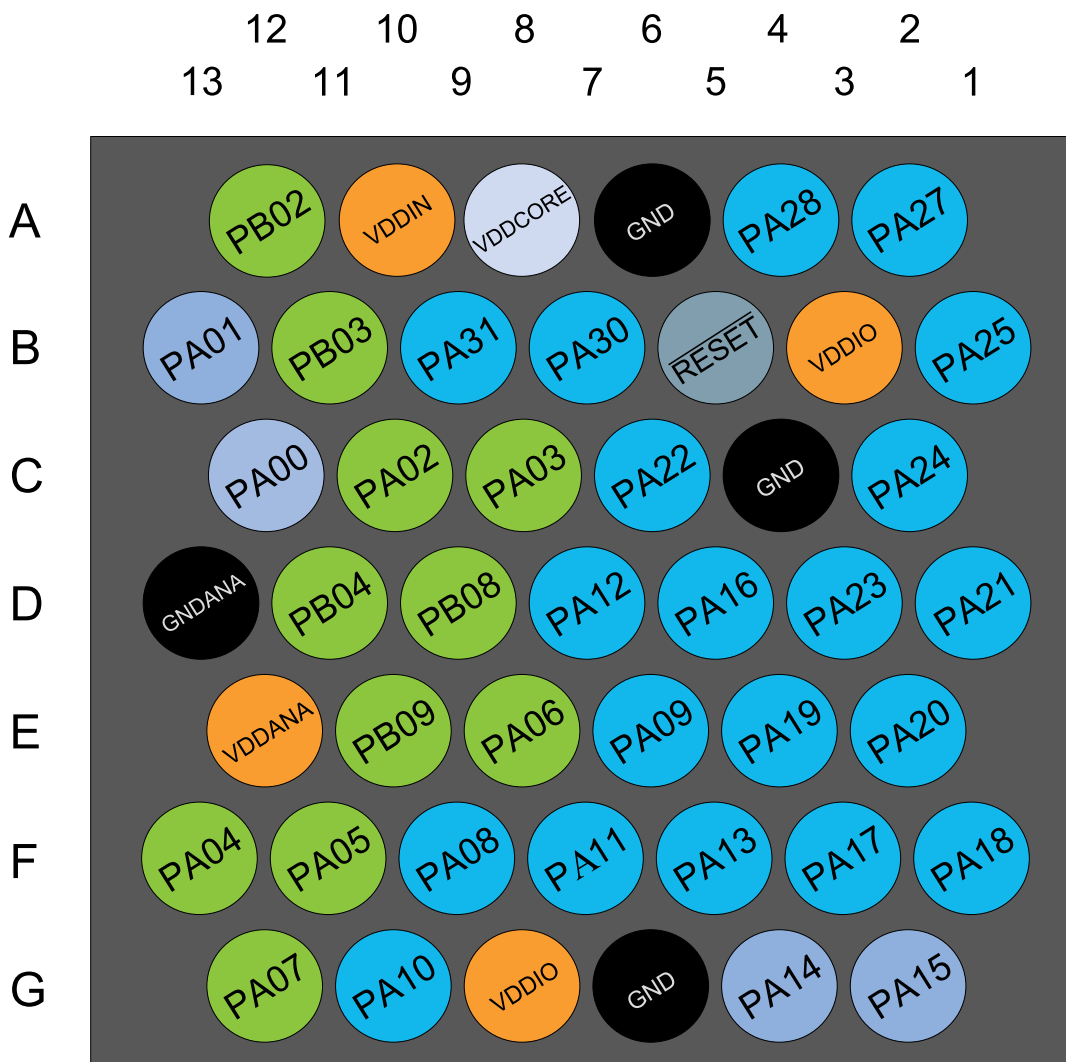 12 10 8 6 4 2
13 11 9 7 5 3 1
A PB02 VDDIN VDDCORE GND PA28 PA27
B PA01 PB03 PA31 PA30 RESET VDDIO PA25
C PA00 PA02 PA03 PA22 GND PA24
D GNDANA PB04 PB08 PA12 PA16 PA23 PA21
E VDDANA PB09 PA06 PA09 PA19 PA20
F PA04 PA05 PA08 PA11 PA13 PA17 PA18
G PA07 PA10 VDDIO GND PA14 PA15